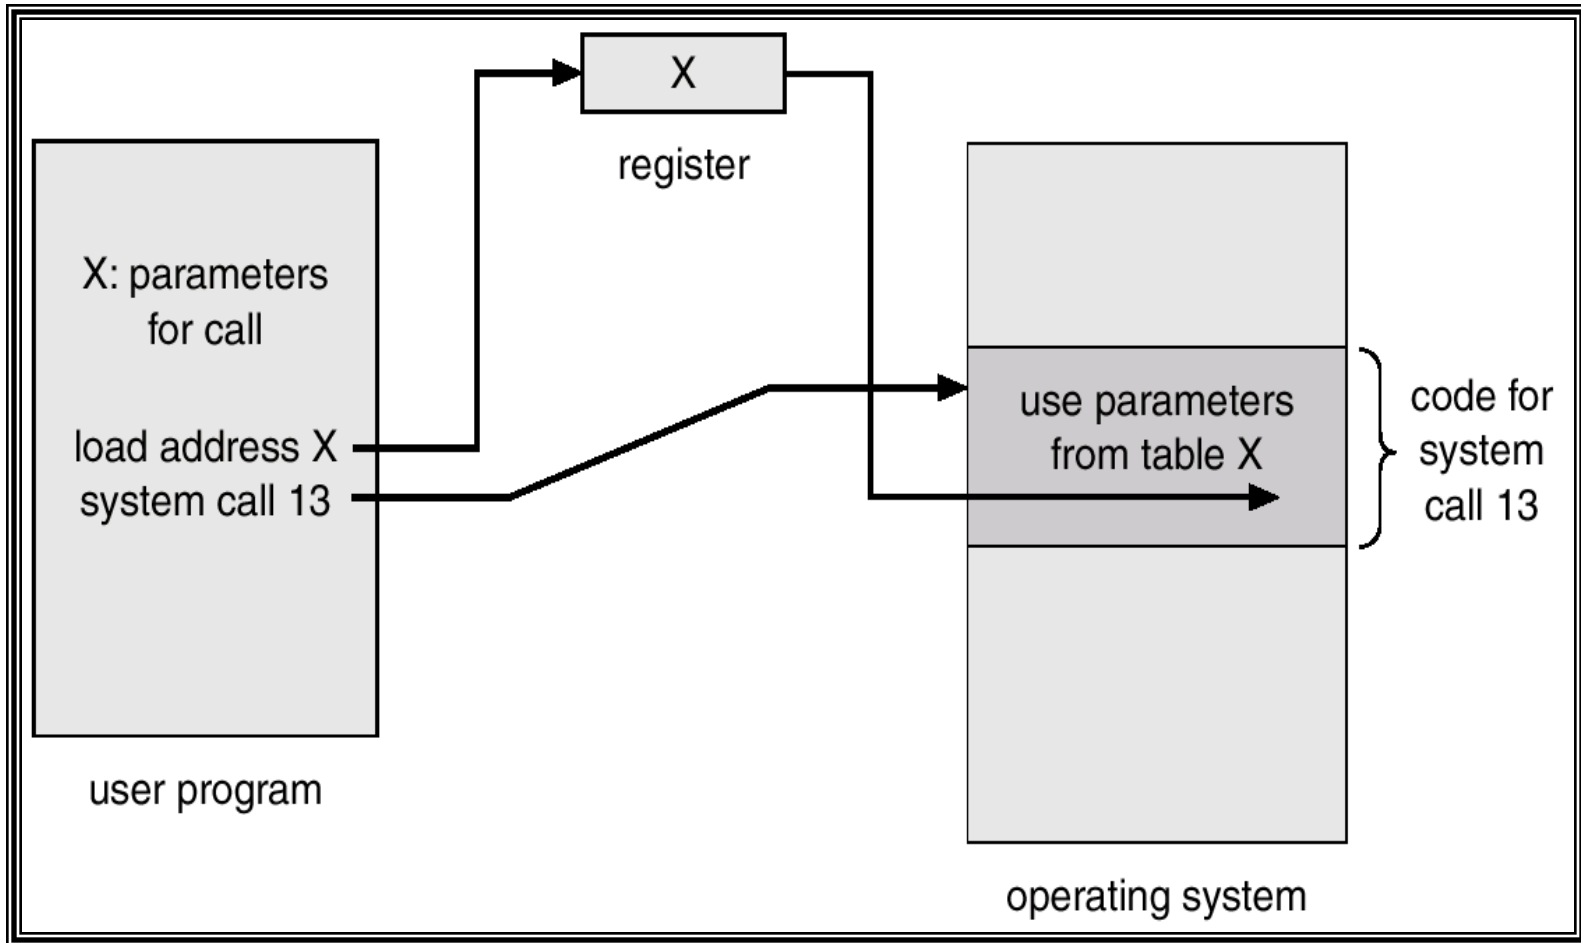 X
register
X: parameters
for call
load address X
system call 13
user program
use parameters
from table X
code for
system
call 13
operating system